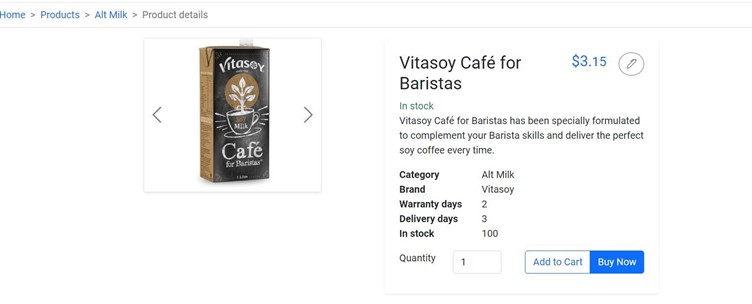 Home > Products > Alt Milk > Product details
Vitasoy
Soy
Milk
Café
for Baristas
1 Litre
Vitasoy Café for
Baristas
$3.15
In stock
Vitasoy Café for Baristas has been specially formulated
to complement your Barista skills and deliver the perfect
soy coffee every time.
Category Alt Milk
Brand Vitasoy
Warranty days 2
Delivery days 3
In stock 100
Quantity 1 Add to Cart Buy Now